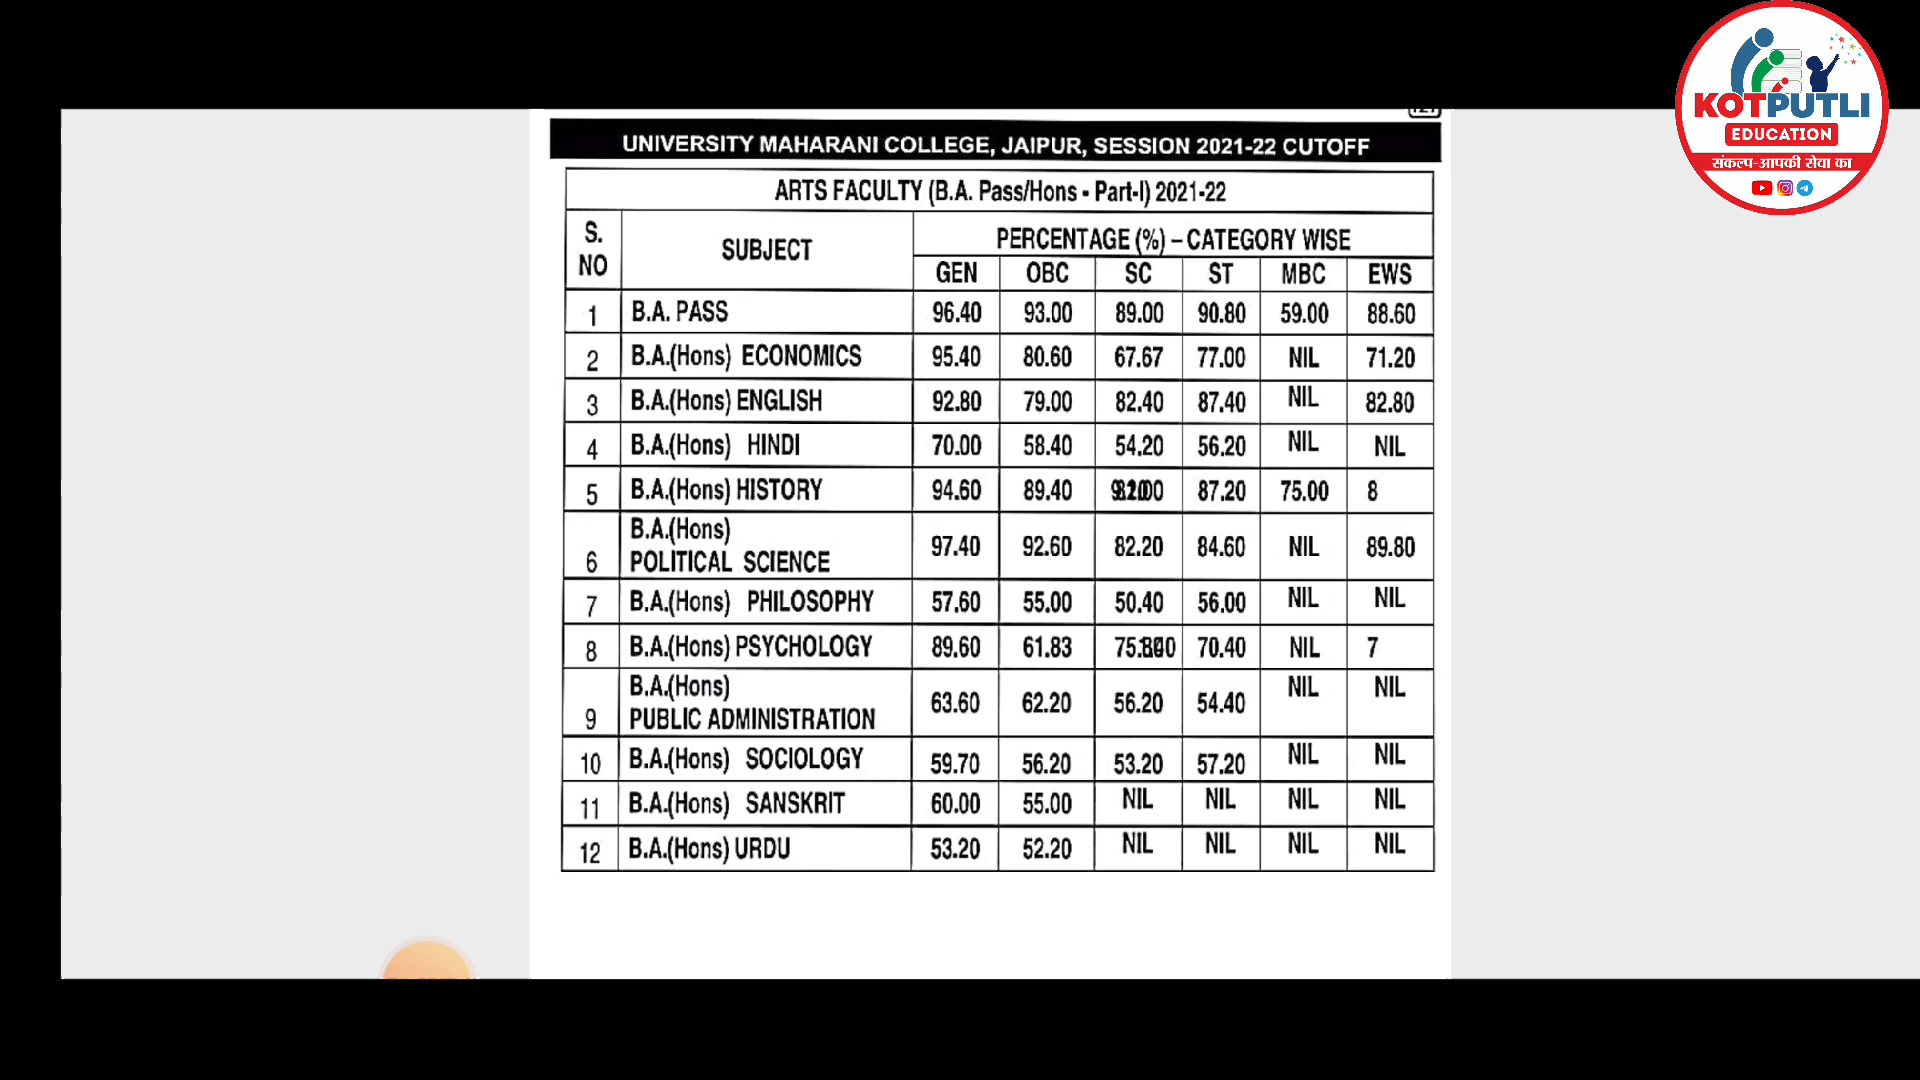 KOTPUTLI
EDUCATION
संकल्प-आपकी सेवा का
UNIVERSITY MAHARANI COLLEGE, JAIPUR, SESSION 2021-22 CUTOFF
ARTS FACULTY (B.A. Pass/Hons - Part-I) 2021-22
S. NO SUBJECT PERCENTAGE (%) – CATEGORY WISE
GEN OBC SC ST MBC EWS
1 B.A. PASS 96.40 93.00 89.00 90.80 59.00 88.60
2 B.A.(Hons) ECONOMICS 95.40 80.60 67.67 77.00 NIL 71.20
3 B.A.(Hons) ENGLISH 92.80 79.00 82.40 87.40 NIL 82.80
4 B.A.(Hons) HINDI 70.00 58.40 54.20 56.20 NIL NIL
5 B.A.(Hons) HISTORY 94.60 89.40 87.20 75.00 8
6 B.A.(Hons) POLITICAL SCIENCE 97.40 92.60 82.20 84.60 NIL 89.80
7 B.A.(Hons) PHILOSOPHY 57.60 55.00 50.40 56.00 NIL NIL
8 B.A.(Hons) PSYCHOLOGY 89.60 61.83 70.40 NIL 7
9 B.A.(Hons) PUBLIC ADMINISTRATION 63.60 62.20 56.20 54.40 NIL NIL
10 B.A.(Hons) SOCIOLOGY 59.70 56.20 53.20 57.20 NIL NIL
11 B.A.(Hons) SANSKRIT 60.00 55.00 NIL NIL NIL NIL
12 B.A.(Hons) URDU 53.20 52.20 NIL NIL NIL NIL